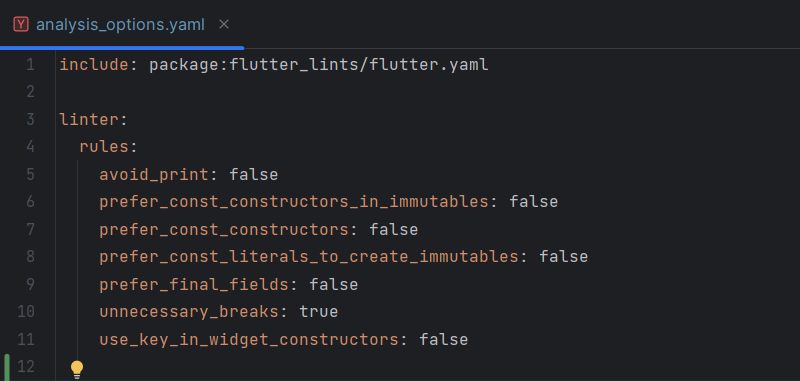 analysis_options.yaml
1 include: package:flutter_lints/flutter.yaml
2
3 linter:
4   rules:
5     avoid_print: false
6     prefer_const_constructors_in_immutables: false
7     prefer_const_constructors: false
8     prefer_const_literals_to_create_immutables: false
9     prefer_final_fields: false
10     unnecessary_breaks: true
11     use_key_in_widget_constructors: false
12